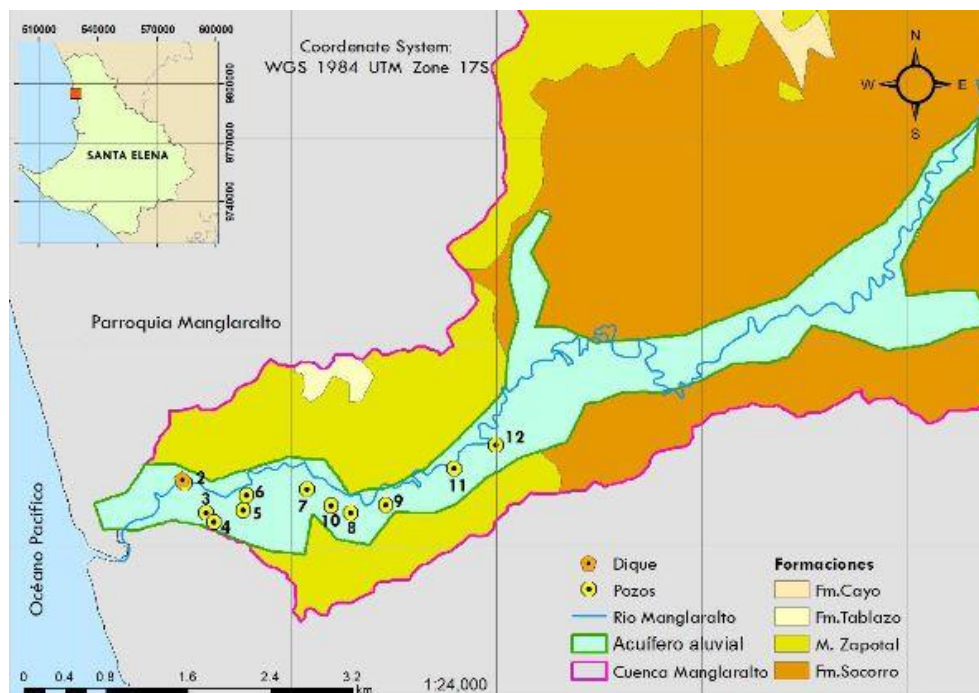 510000 540000 570000 600000
9800000
9770000
9740000
SANTA ELENA
Coordenate System:
WGS 1984 UTM Zone 17S
N
W E
S
Parroquia Manglaralto
Océano Pacífico
2
3
4
5
6
7
10
8
9
11
12
Dique
Pozos
Río Manglaralto
Acuífero aluvial
Cuenca Manglaralto
Formaciones
Fm.Cayo
Fm.Tablazo
M. Zapotal
Fm.Socorro
0 0.4 0.8 1.6 2.4 3.2
km
1:24,000